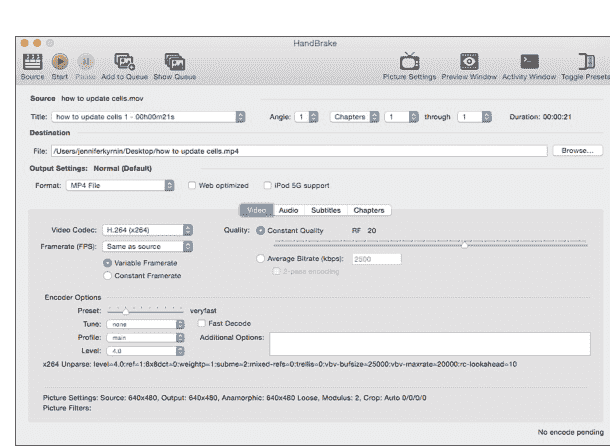 HandBrake
Source Start Pause Add to Queue Show Queue Picture Settings Preview Window Activity Window Toggle Presets
Source how to update cells.mov
Title: how to update cells 1 - 00h00m21s Angle: 1 Chapters 1 through 1 Duration: 00:00:21
Destination
File: /Users/jenniferkyrnin/Desktop/how to update cells.mp4 Browse...
Output Settings: Normal (Default)
Format: MP4 File Web optimized iPod 5G support
Video Audio Subtitles Chapters
Video Codec: H.264 (x264) Quality: Constant Quality RF 20
Framerate (FPS): Same as source
Variable Framerate Average Bitrate (kbps): 2500
Constant Framerate 2-pass encoding
Encoder Options
Preset: veryfast
Tune: none Fast Decode
Profile: main Additional Options:
Level: 4.0
x264 Unparse: level=4.0:ref=1:8x8dct=0:weightp=1:subme=2:mixed-refs=0:trellis=0:vbv-bufsize=25000:vbv-maxrate=20000:rc-lookahead=10
Picture Settings: Source: 640x480, Output: 640x480, Anamorphic: 640x480 Loose, Modulus: 2, Crop: Auto 0/0/0/0
Picture Filters:
No encode pending